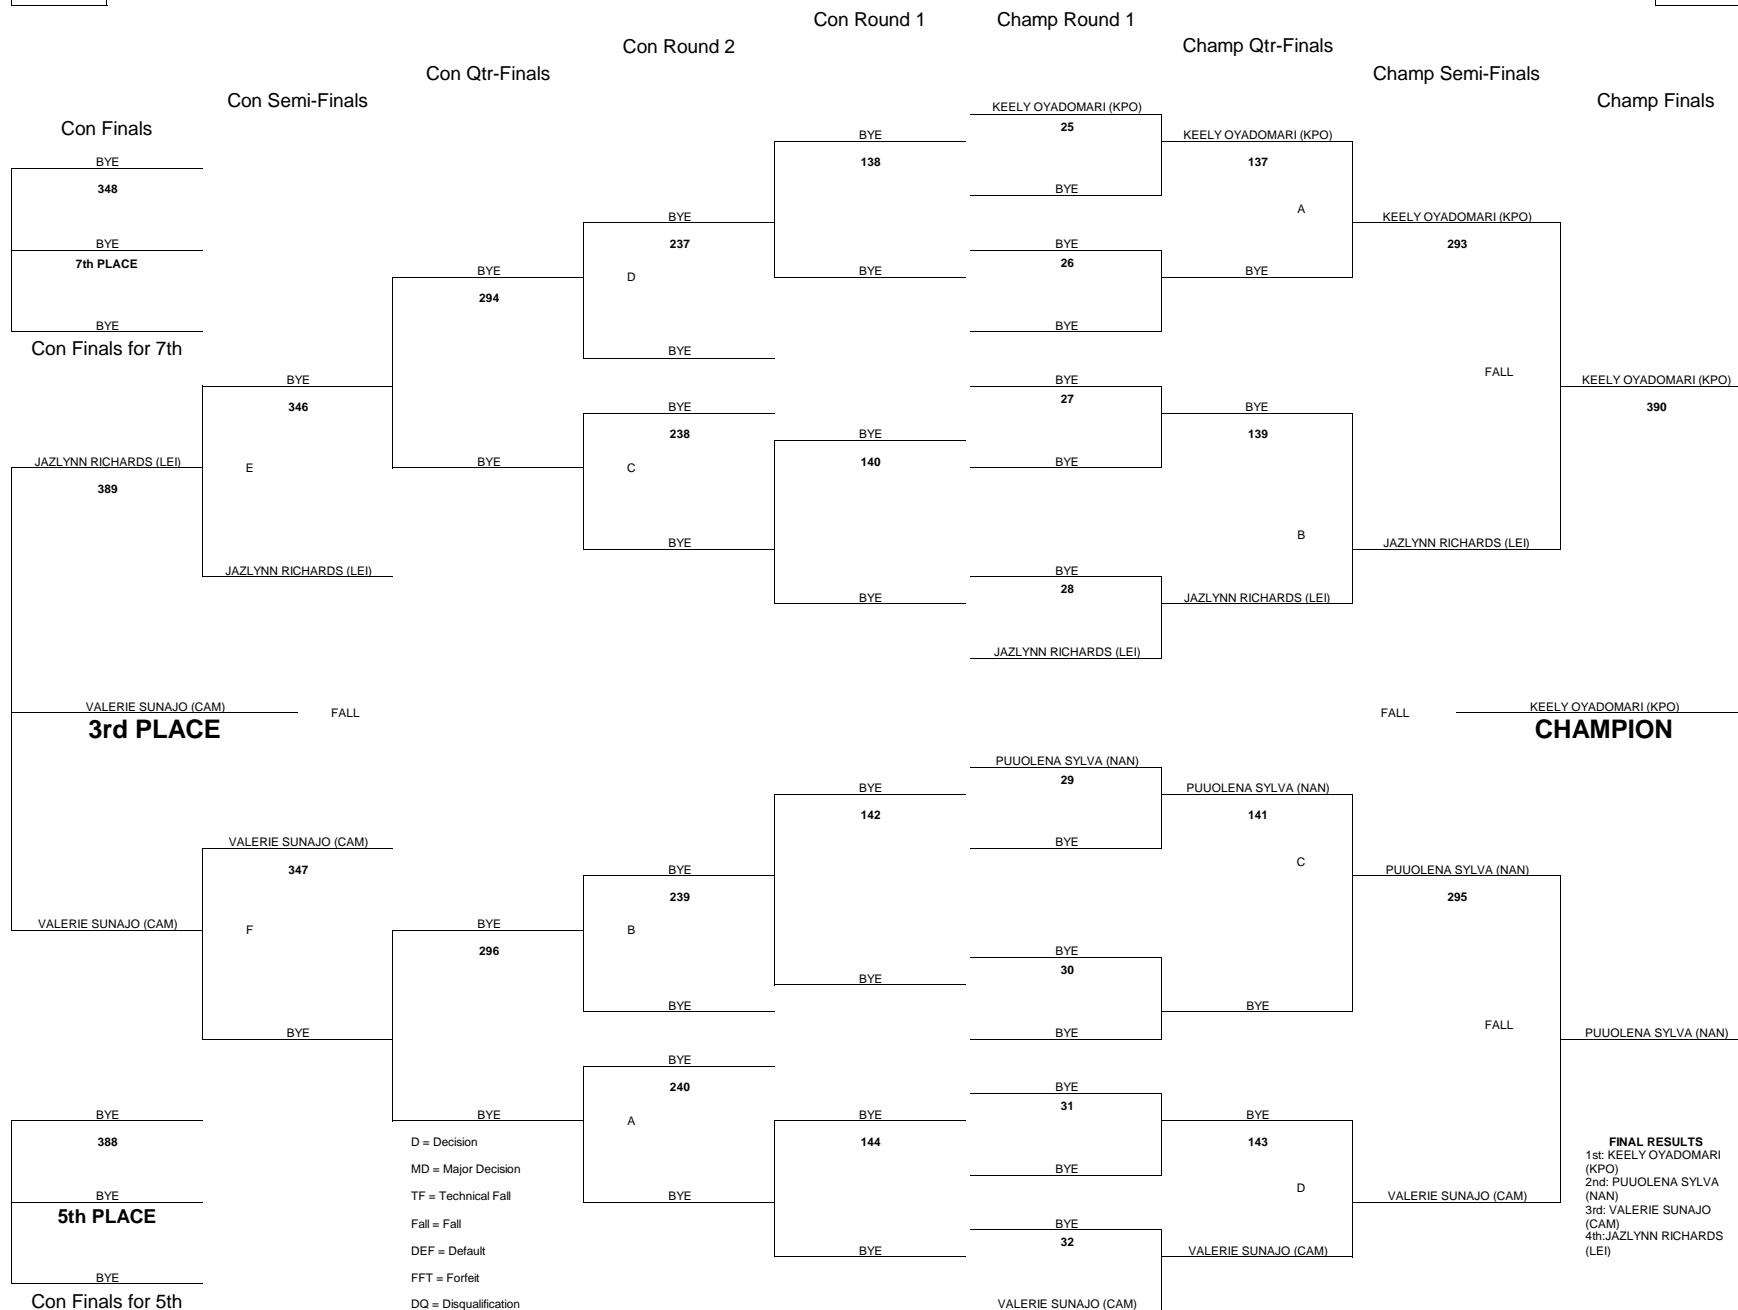 Con Round 1
Champ Round 1
Con Round 2
Champ Qtr-Finals
Con Qtr-Finals
Champ Semi-Finals
Con Semi-Finals
Champ Finals
Con Finals
KEELY OYADOMARI (KPO)
25
BYE
KEELY OYADOMARI (KPO)
BYE
138
137
348
BYE
A
BYE
KEELY OYADOMARI (KPO)
BYE
BYE
237
293
7th PLACE
26
BYE
D
BYE
BYE
294
BYE
BYE
Con Finals for 7th
BYE
FALL
BYE
BYE
KEELY OYADOMARI (KPO)
346
27
390
BYE
BYE
238
BYE
139
JAZLYNN RICHARDS (LEI)
E
BYE
C
140
BYE
389
B
BYE
JAZLYNN RICHARDS (LEI)
JAZLYNN RICHARDS (LEI)
BYE
28
BYE
JAZLYNN RICHARDS (LEI)
JAZLYNN RICHARDS (LEI)
VALERIE SUNAJO (CAM)
FALL
FALL
KEELY OYADOMARI (KPO)
3rd PLACE
CHAMPION
PUUOLENA SYLVA (NAN)
29
BYE
PUUOLENA SYLVA (NAN)
142
141
VALERIE SUNAJO (CAM)
BYE
347
BYE
C
PUUOLENA SYLVA (NAN)
239
295
VALERIE SUNAJO (CAM)
F
BYE
B
296
BYE
30
BYE
BYE
BYE
BYE
BYE
FALL
PUUOLENA SYLVA (NAN)
BYE
240
BYE
31
BYE
BYE
A
BYE
BYE
388
D = Decision
144
143
FINAL RESULTS
1st: KEELY OYADOMARI
(KPO)
MD = Major Decision
BYE
2nd: PUUOLENA SYLVA
(NAN)
BYE
TF = Technical Fall
BYE
D
VALERIE SUNAJO (CAM)
3rd: VALERIE SUNAJO
(CAM)
5th PLACE
Fall = Fall
BYE
32
4th:JAZLYNN RICHARDS
(LEI)
DEF = Default
BYE
VALERIE SUNAJO (CAM)
BYE
FFT = Forfeit
Con Finals for 5th
DQ = Disqualification
VALERIE SUNAJO (CAM)